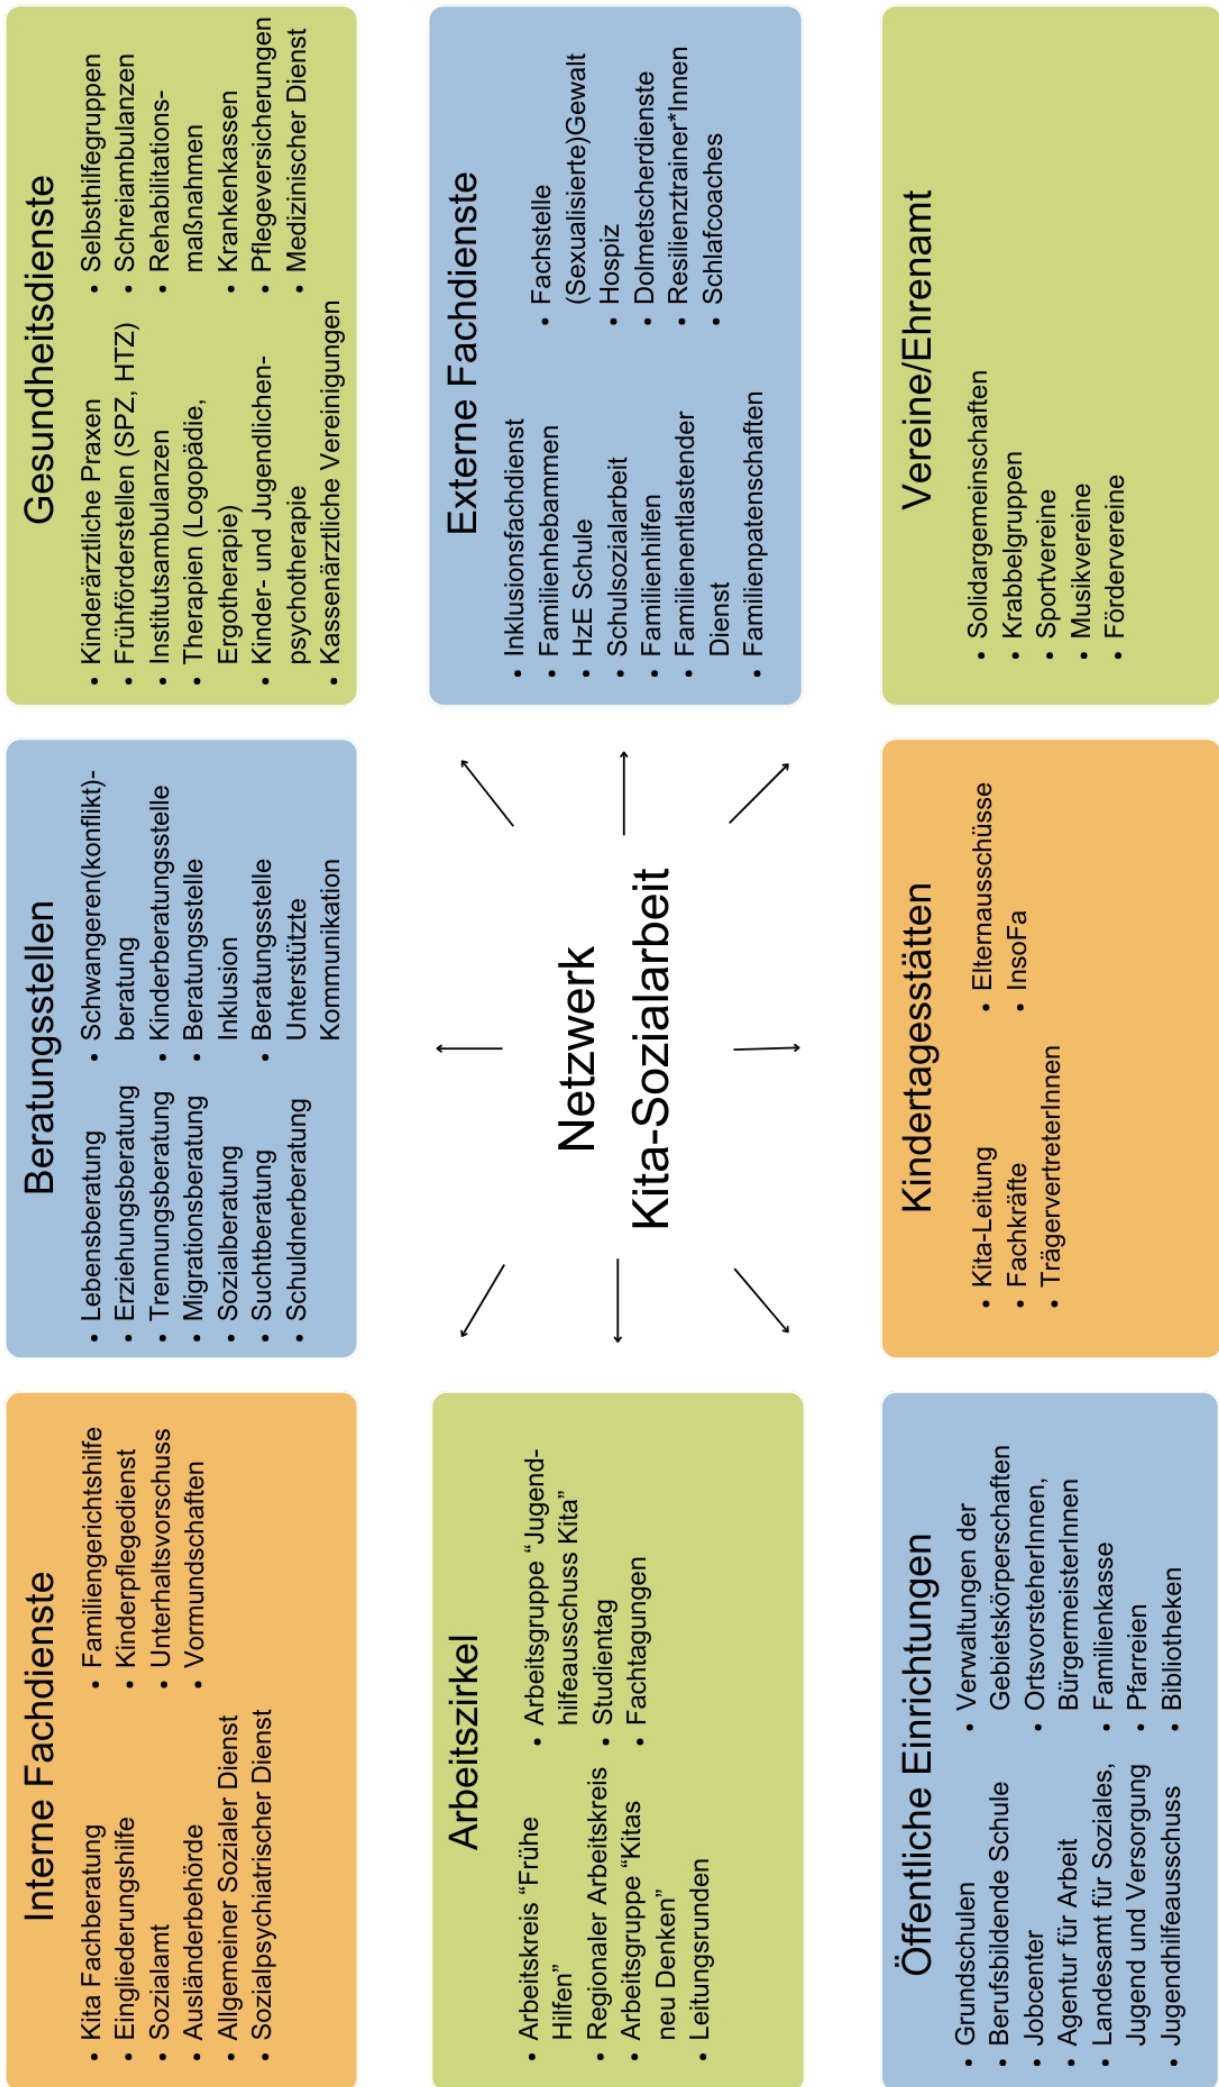 Interne Fachdienste
• Kita Fachberatung
• Eingliederungshilfe
• Sozialamt
• Ausländerbehörde
• Allgemeiner Sozialer Dienst
• Sozialpsychiatrischer Dienst
• Familiengerichtshilfe
• Kinderpflegedienst
• Unterhaltsvorschuss
• Vormundschaften
Beratungsstellen
• Lebensberatung
• Erziehungsberatung
• Trennungsberatung
• Migrationsberatung
• Sozialberatung
• Suchtberatung
• Schuldnerberatung
• Schwangeren(konflikt)-
beratung
• Kinderberatungsstelle
• Beratungsstelle
Inklusion
• Beratungsstelle
Unterstützte
Kommunikation
Gesundheitsdienste
• Kinderärztliche Praxen
• Frühförderstellen (SPZ, HTZ)
• Institutsambulanzen
• Therapien (Logopädie,
Ergotherapie)
• Kinder- und Jugendlichen-
psychotherapie
• Kassenärztliche Vereinigungen
• Selbsthilfegruppen
• Schreiambulanzen
• Rehabilitations-
maßnahmen
• Krankenkassen
• Pflegeversicherungen
• Medizinischer Dienst
Arbeitszirkel
• Arbeitskreis “Frühe
Hilfen”
• Regionaler Arbeitskreis
• Arbeitsgruppe “Kitas
neu Denken”
• Leitungsrunden
• Arbeitsgruppe “Jugend-
hilfeausschuss Kita”
• Studientag
• Fachtagungen
Netzwerk
Kita-Sozialarbeit
Externe Fachdienste
• Inklusionsfachdienst
• Familienhebammen
• HzE Schule
• Schulsozialarbeit
• Familienhilfen
• Familienentlastender
Dienst
• Familienpatenschaften
• Fachstelle
(Sexualisierte)Gewalt
• Hospiz
• Dolmetscherdienste
• Resilienztrainer*Innen
• Schlafcoaches
Öffentliche Einrichtungen
• Grundschulen
• Berufsbildende Schule
• Jobcenter
• Agentur für Arbeit
• Landesamt für Soziales,
Jugend und Versorgung
• Jugendhilfeausschuss
• Verwaltungen der
Gebietskörperschaften
• OrtsvorsteherInnen,
BürgermeisterInnen
• Familienkasse
• Pfarreien
• Bibliotheken
Kindertagesstätten
• Kita-Leitung
• Fachkräfte
• TrägervertreterInnen
• Elternausschüsse
• InsoFa
Vereine/Ehrenamt
• Solidargemeinschaften
• Krabbelgruppen
• Sportvereine
• Musikvereine
• Fördervereine